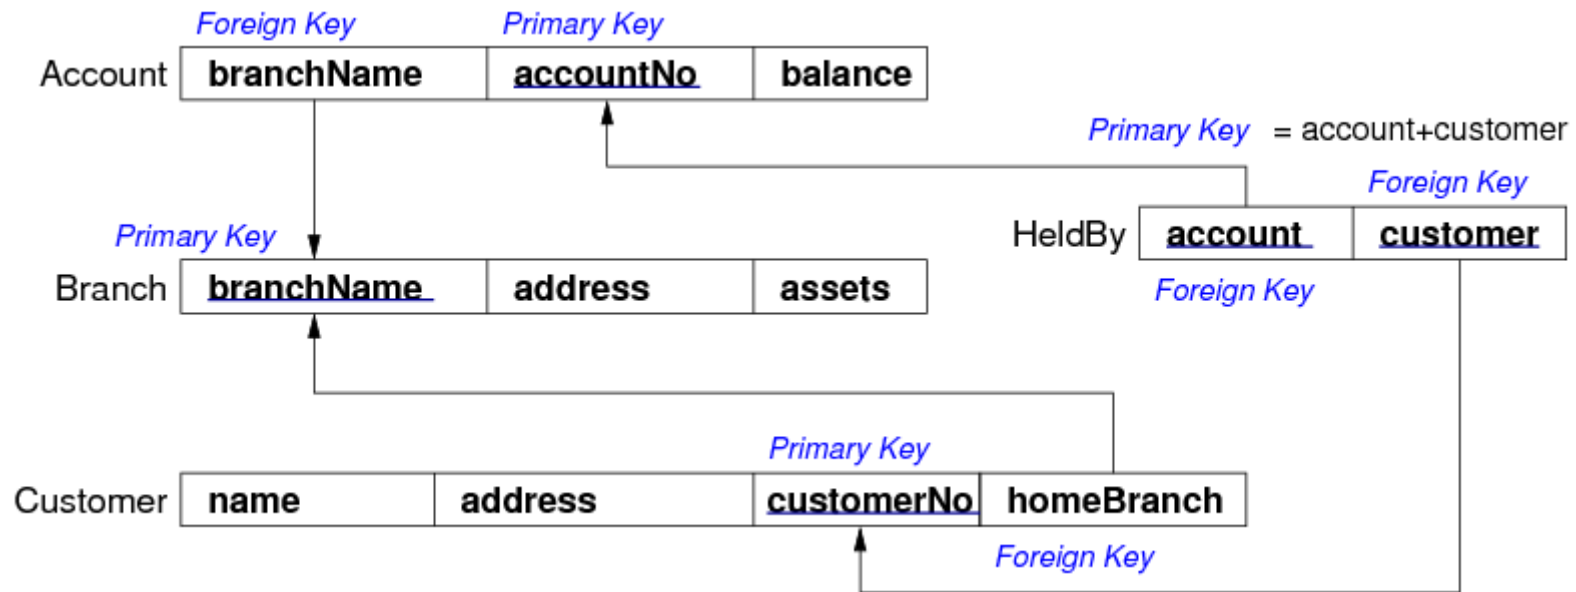 Foreign Key Primary Key
Account branchName accountNo balance
Primary Key = account+customer
Foreign Key
Primary Key HeldBy account customer
Branch branchName address assets Foreign Key
Primary Key
Customer name address customerNo homeBranch
Foreign Key